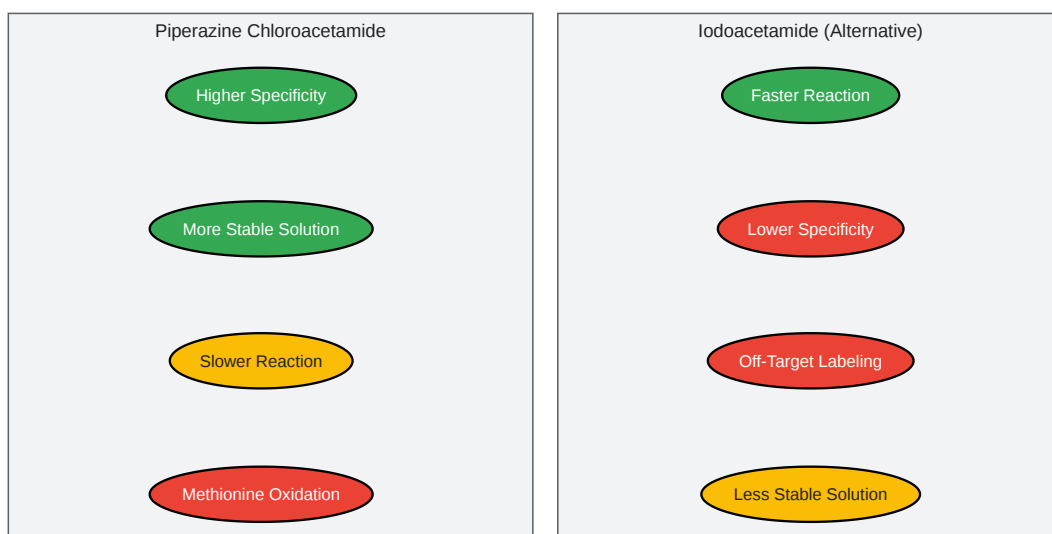 Piperazine Chloroacetamide
Higher Specificity
More Stable Solution
Slower Reaction
Methionine Oxidation
Iodoacetamide (Alternative)
Faster Reaction
Lower Specificity
Off-Target Labeling
Less Stable Solution